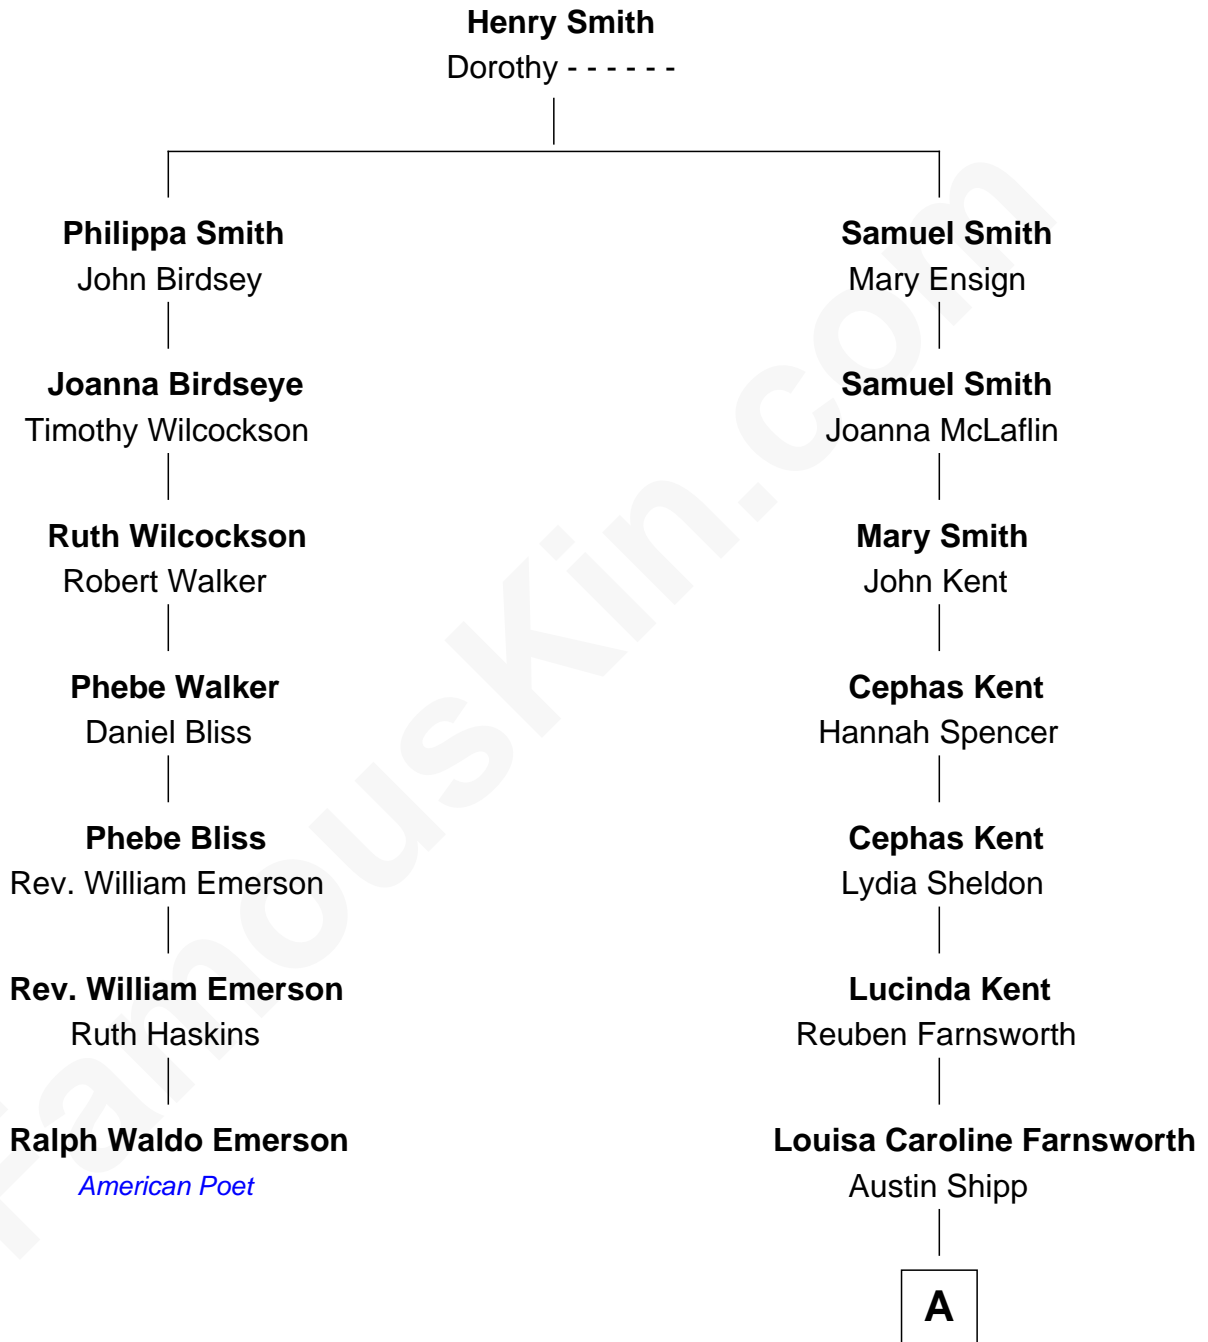 Henry Smith
Dorothy - - - - - -
Philippa Smith
John Birdsey
Samuel Smith
Mary Ensign
Joanna Birdseye
Timothy Wilcockson
Samuel Smith
Joanna McLaflin
Ruth Wilcockson
Robert Walker
Mary Smith
John Kent
Phebe Walker
Daniel Bliss
Cephas Kent
Hannah Spencer
Phebe Bliss
Rev. William Emerson
Cephas Kent
Lydia Sheldon
Rev. William Emerson
Ruth Haskins
Lucinda Kent
Reuben Farnsworth
Ralph Waldo Emerson
American Poet
Louisa Caroline Farnsworth
Austin Shipp
A
FamousKin.com